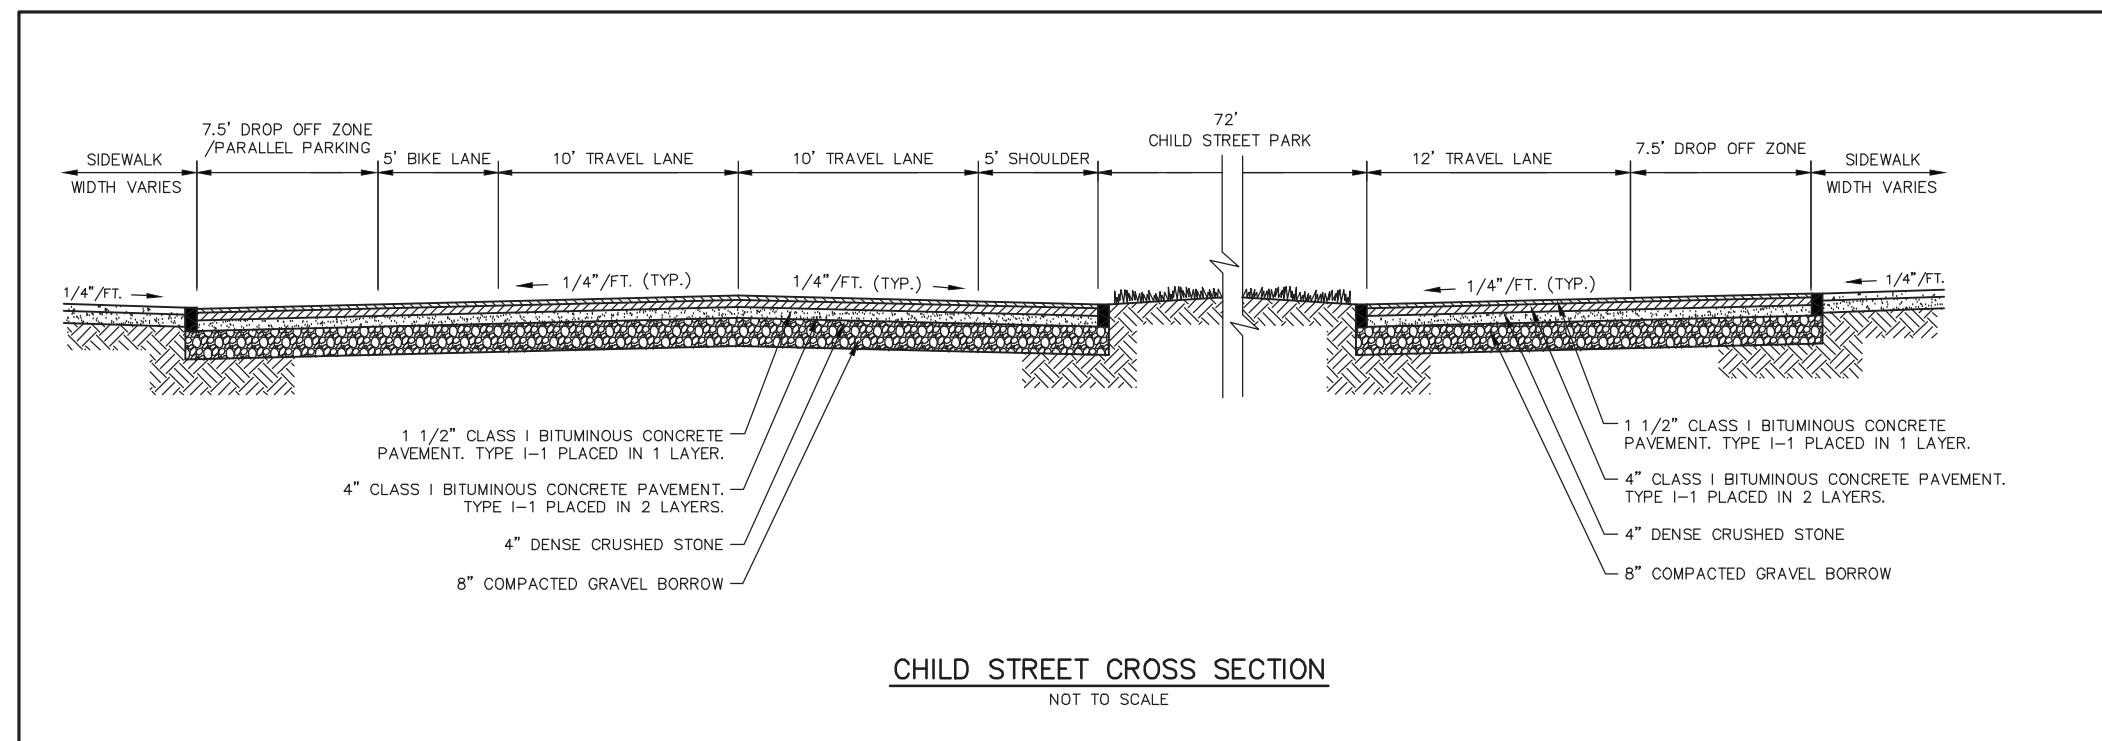 7.5' DROP OFF ZONE
/PARALLEL PARKING
SIDEWALK
WIDTH VARIES
5' BIKE LANE
10' TRAVEL LANE
10' TRAVEL LANE
5' SHOULDER
72'
CHILD STREET PARK
12' TRAVEL LANE
7.5' DROP OFF ZONE
SIDEWALK
WIDTH VARIES
1/4"/FT.
1/4"/FT. (TYP.)
1/4"/FT. (TYP.)
1/4"/FT. (TYP.)
1/4"/FT.
1 1/2" CLASS I BITUMINOUS CONCRETE
PAVEMENT. TYPE I-1 PLACED IN 1 LAYER.
4" CLASS I BITUMINOUS CONCRETE PAVEMENT.
TYPE I-1 PLACED IN 2 LAYERS.
4" DENSE CRUSHED STONE
8" COMPACTED GRAVEL BORROW
1 1/2" CLASS I BITUMINOUS CONCRETE
PAVEMENT. TYPE I-1 PLACED IN 1 LAYER.
4" CLASS I BITUMINOUS CONCRETE PAVEMENT.
TYPE I-1 PLACED IN 2 LAYERS.
4" DENSE CRUSHED STONE
8" COMPACTED GRAVEL BORROW
CHILD STREET CROSS SECTION
NOT TO SCALE